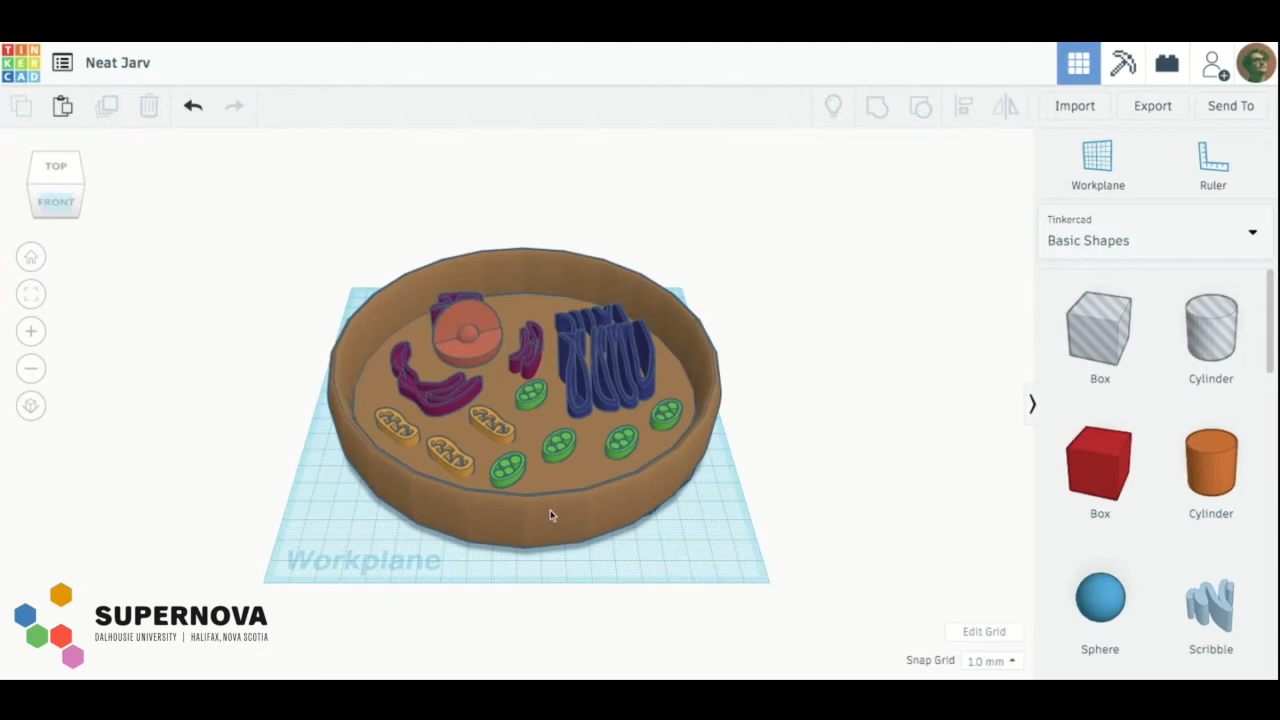 TIN
KER
CAD
Neat Jarv
Import
Export
Send To
TOP
FRONT
Workplane
Ruler
Tinkercad
Basic Shapes
Box
Cylinder
Box
Cylinder
Sphere
Scribble
Workplane
Edit Grid
Snap Grid
1.0 mm
SUPERNOVA
DALHOUSIE UNIVERSITY | HALIFAX, NOVA SCOTIA